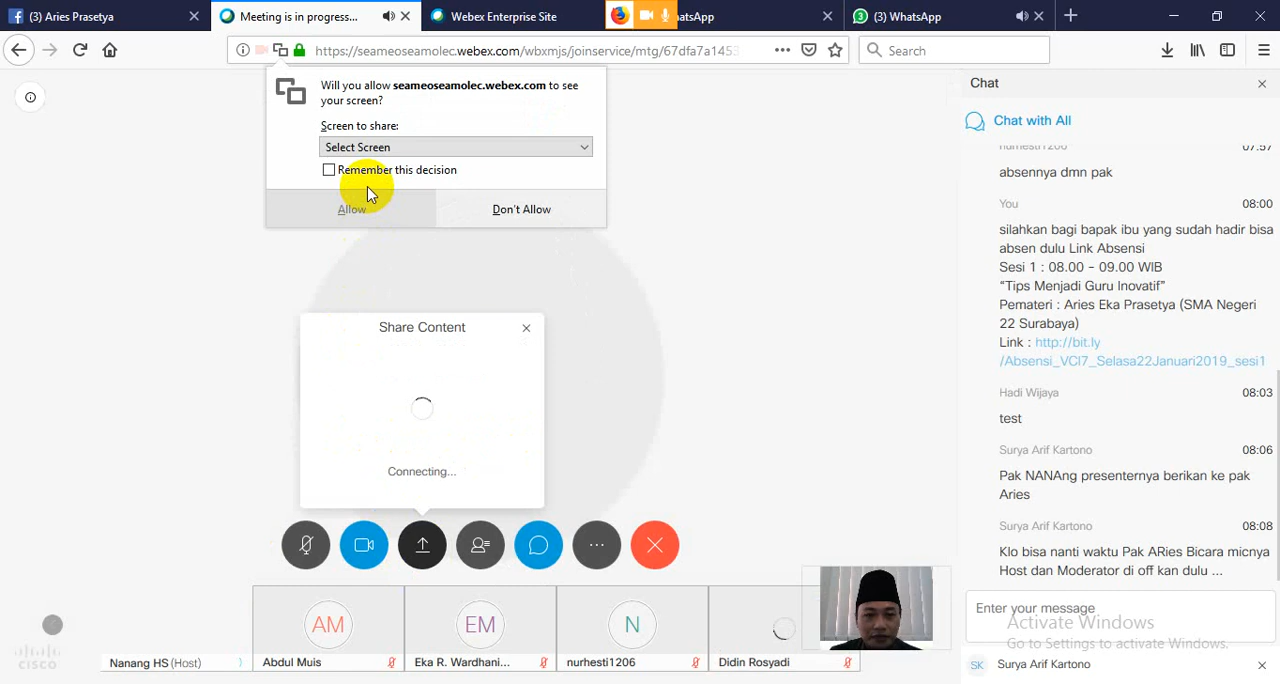 (3) Aries Prasetya
Meeting is in progress...
Webex Enterprise Site
atsApp
(3) WhatsApp
https://seameoseamolec.webex.com/wbxmjs/joinservice/mtg/67dfa7a1453
Search
Will you allow seameoseamolec.webex.com to see
your screen?
Screen to share:
Select Screen
Remember this decision
Allow
Don't Allow
Share Content
Connecting...
Chat
Chat with All
nurhesti1206 07:57
absennya dmn pak
You 08:00
silahkan bagi bapak ibu yang sudah hadir bisa
absen dulu Link Absensi
Sesi 1 : 08.00 - 09.00 WIB
“Tips Menjadi Guru Inovatif”
Pemateri : Aries Eka Prasetya (SMA Negeri
22 Surabaya)
Link : http://bit.ly
/Absensi_VCI7_Selasa22Januari2019_sesi1
Hadi Wijaya 08:03
test
Surya Arif Kartono 08:06
Pak NANAng presenternya berikan ke pak
Aries
Surya Arif Kartono 08:08
Klo bisa nanti waktu Pak ARies Bicara micnya
Host dan Moderator di off kan dulu ...
Enter your message
Activate Windows
Go to Settings to activate Windows.
SK Surya Arif Kartono
AM
EM
N
cisco
Nanang HS (Host)
Abdul Muis
Eka R. Wardhani...
nurhesti1206
Didin Rosyadi